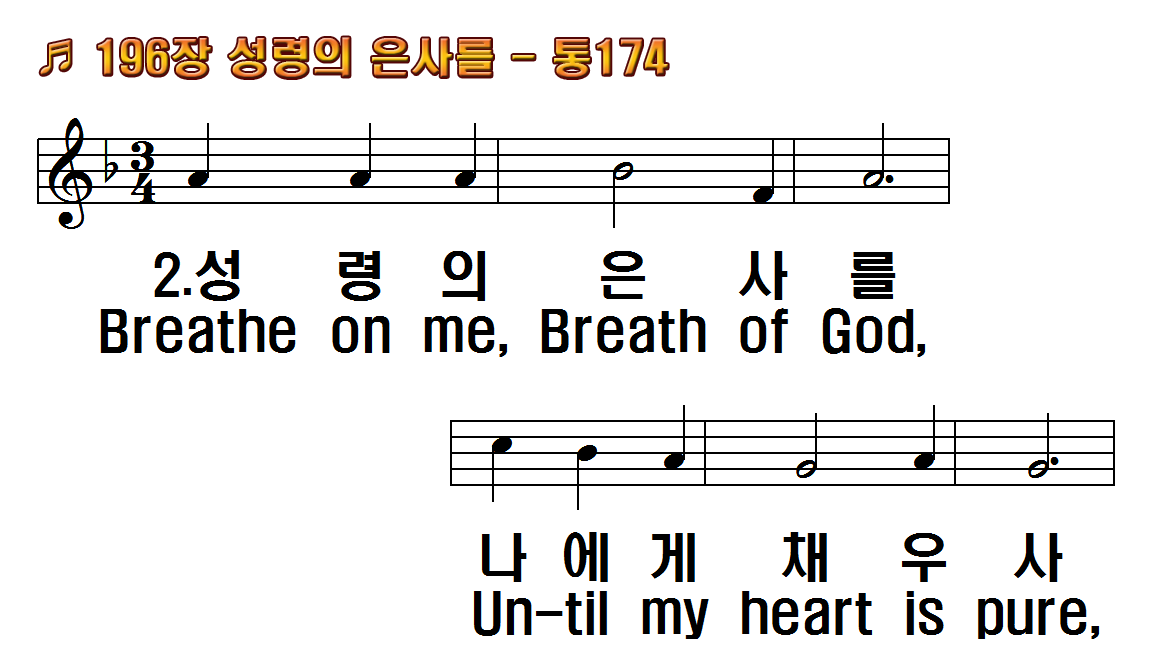 ♬ 196장 성령의 은사를 - 통174
3
4
2.성 령 의 은 사 를
Breathe on me, Breath of God,
나 에 게 채 우 사
Un-til my heart is pure,